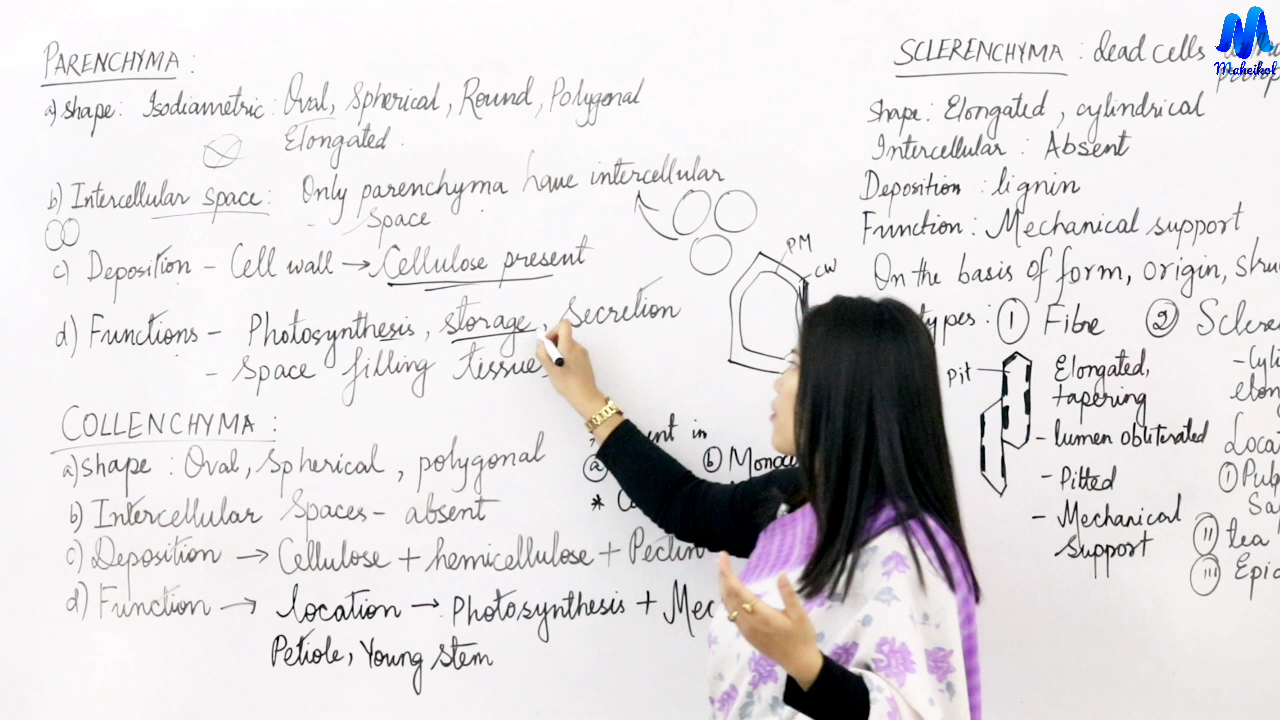 PARENCHYMA :
a) shape: Isodiametric : Oval, Spherical, Round, Polygonal
Elongated.
b) Intercellular space: Only parenchyma have intercellular
- Space.
c) Deposition - Cell wall → Cellulose present
d) Functions - Photosynthesis, storage, Secretion
- Space filling tissue
PM
CW
COLLENCHYMA :
a) shape : Oval, spherical, polygonal
b) Intercellular Spaces - absent
c) Deposition → Cellulose + hemicellulose + Pectin
d) Function → location → Photosynthesis +
Petiole, Young stem
in
a
b
*
SCLERENCHYMA : dead cells
Shape: Elongated, cylindrical
Intercellular : Absent
Deposition : lignin
Function : Mechanical support
On the basis of form, origin,
types : 1 Fibre 2
Pit
Elongated,
tapering
- lumen obliterated
- Pitted
- Mechanical
support
I
II tea
III
Maheikol